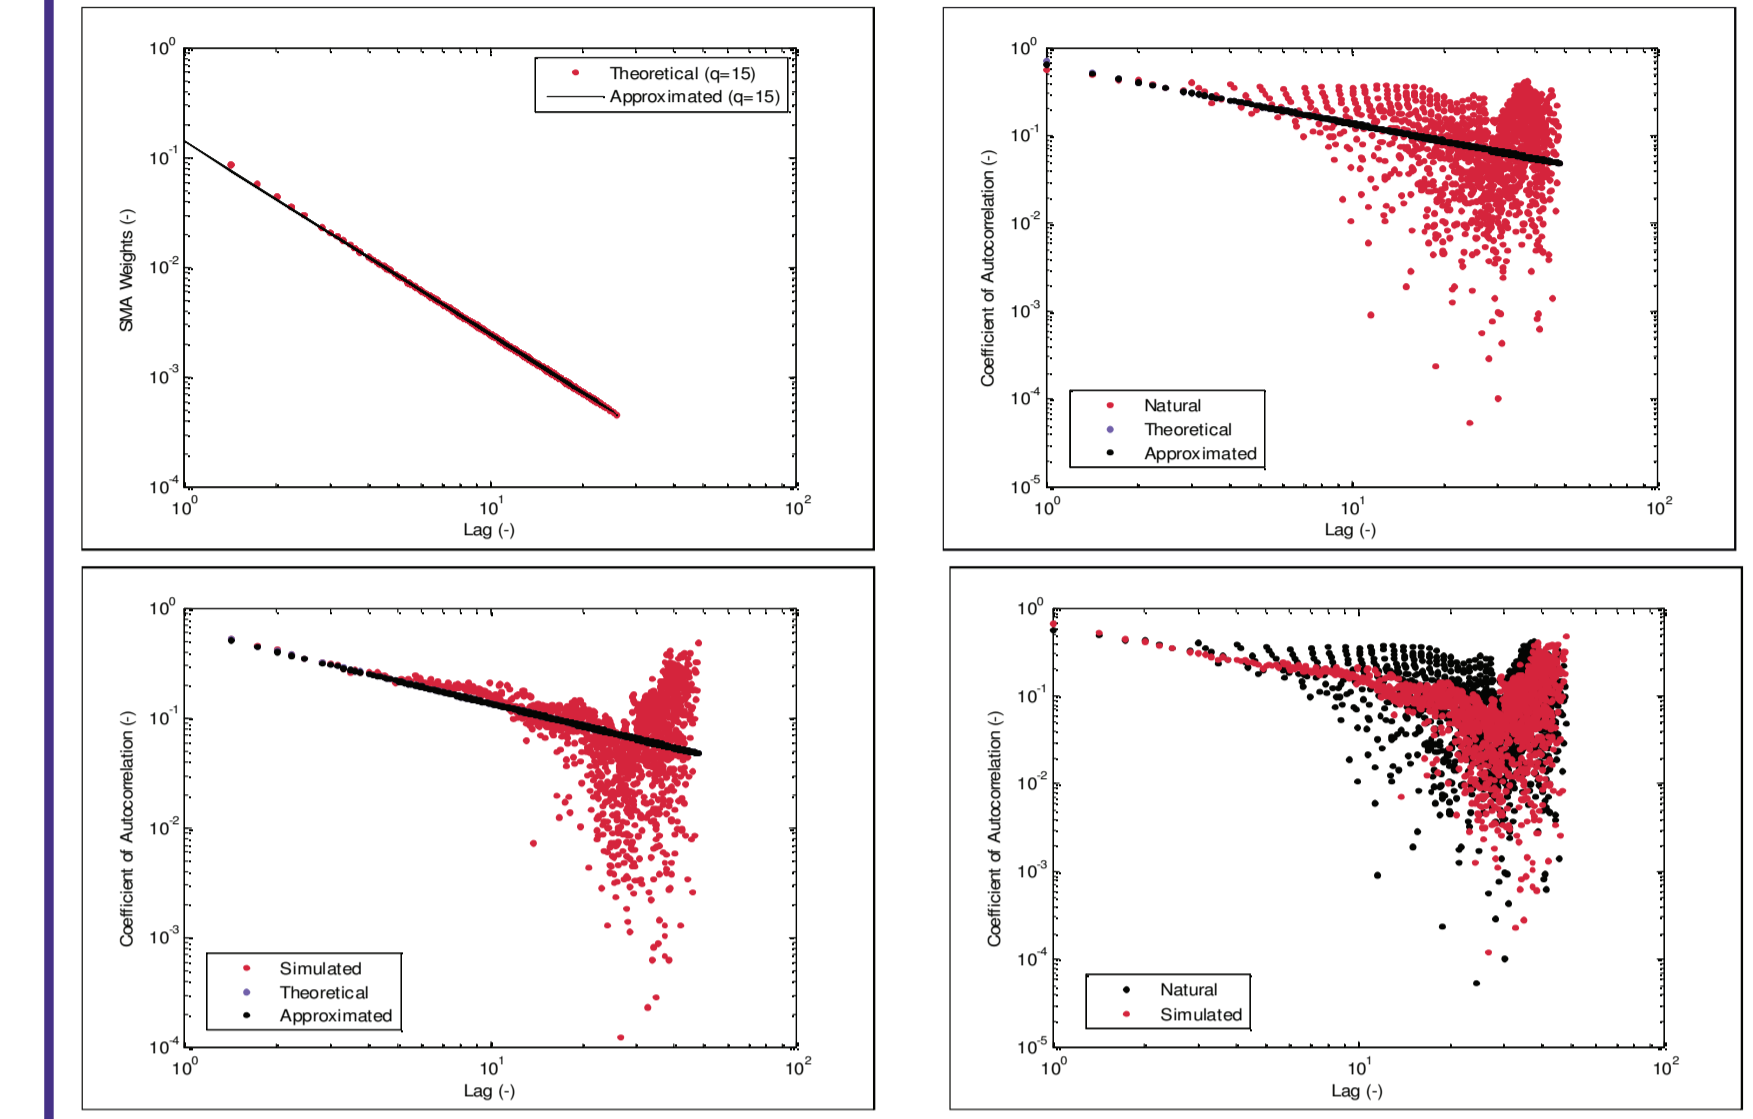 10^0
10^-1
10^-2
10^-3
10^-4
SMA Weights (-)
Theoretical (q=15)
Approximated (q=15)
10^0 10^1 10^2
Lag (-)
10^0
10^-1
10^-2
10^-3
10^-4
10^-5
Coefficient of Autocorrelation (-)
Natural
Theoretical
Approximated
10^0 10^1 10^2
Lag (-)
10^0
10^-1
10^-2
10^-3
10^-4
Coefficient of Autocorrelation (-)
Simulated
Theoretical
Approximated
10^0 10^1 10^2
Lag (-)
10^0
10^-1
10^-2
10^-3
10^-4
10^-5
Coefficient of Autocorrelation (-)
Natural
Simulated
10^0 10^1 10^2
Lag (-)